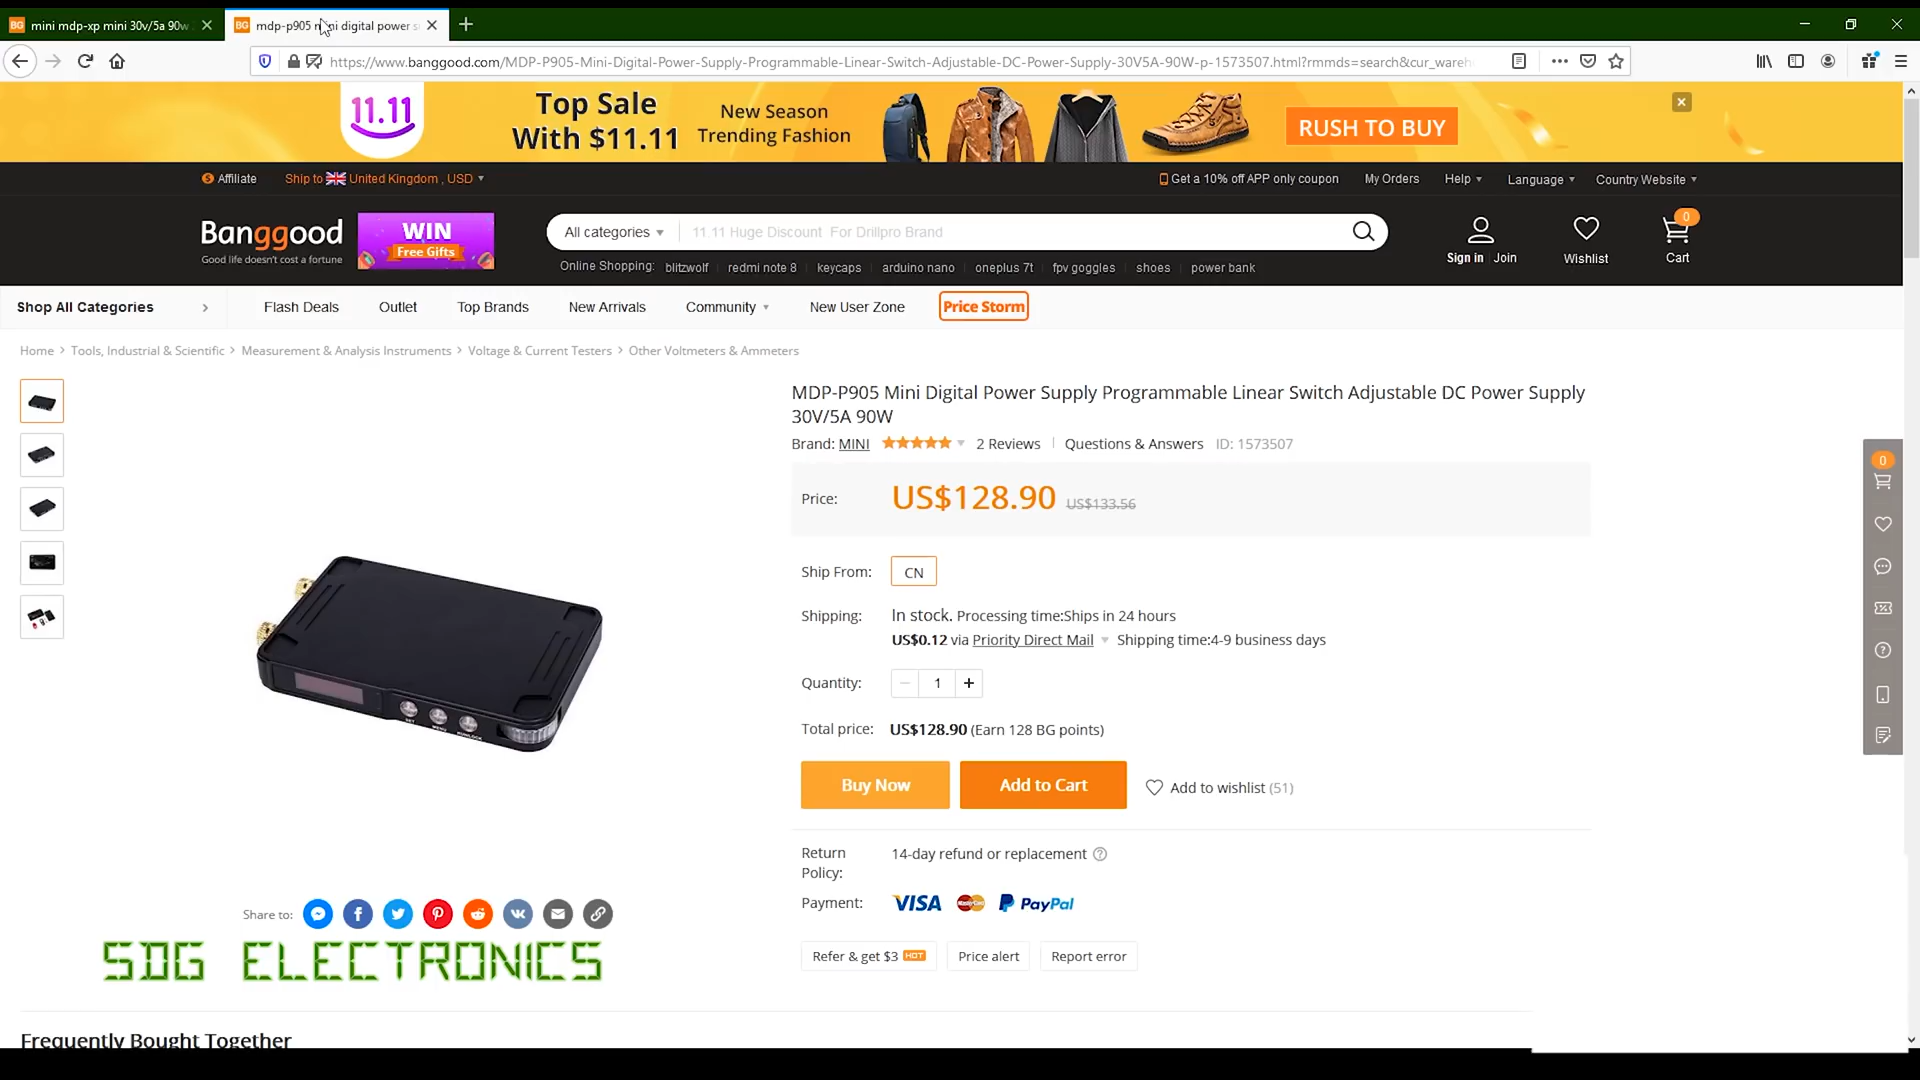 mini mdp-xp mini 30v/5a 90w
mdp-p905 mini digital power s
https://www.banggood.com/MDP-P905-Mini-Digital-Power-Supply-Programmable-Linear-Switch-Adjustable-DC-Power-Supply-30V5A-90W-p-1573507.html?rmmds=search&cur_wareh
11.11
Top Sale
With $11.11
New Season
Trending Fashion
RUSH TO BUY
Affiliate
Ship to United Kingdom , USD
Get a 10% off APP only coupon
My Orders
Help
Language
Country Website
Banggood
Good life doesn't cost a fortune
WIN
Free Gifts
All categories
11.11 Huge Discount For Drillpro Brand
Sign in Join
Wishlist
0
Cart
Online Shopping: blitzwolf redmi note 8 keycaps arduino nano oneplus 7t fpv goggles shoes power bank
Shop All Categories
Flash Deals
Outlet
Top Brands
New Arrivals
Community
New User Zone
Price Storm
Home > Tools, Industrial & Scientific > Measurement & Analysis Instruments > Voltage & Current Testers > Other Voltmeters & Ammeters
MDP-P905 Mini Digital Power Supply Programmable Linear Switch Adjustable DC Power Supply
30V/5A 90W
Brand: MINI 2 Reviews Questions & Answers ID: 1573507
Price: US$128.90 US$133.56
Ship From: CN
Shipping: In stock. Processing time:Ships in 24 hours
US$0.12 via Priority Direct Mail Shipping time:4-9 business days
Quantity: 1
Total price: US$128.90 (Earn 128 BG points)
Buy Now
Add to Cart
Add to wishlist (51)
Return
Policy:
14-day refund or replacement
Payment: VISA MasterCard PayPal
Refer & get $3 HOT
Price alert
Report error
0
Share to:
SDG ELECTRONICS
Frequently Bought Together